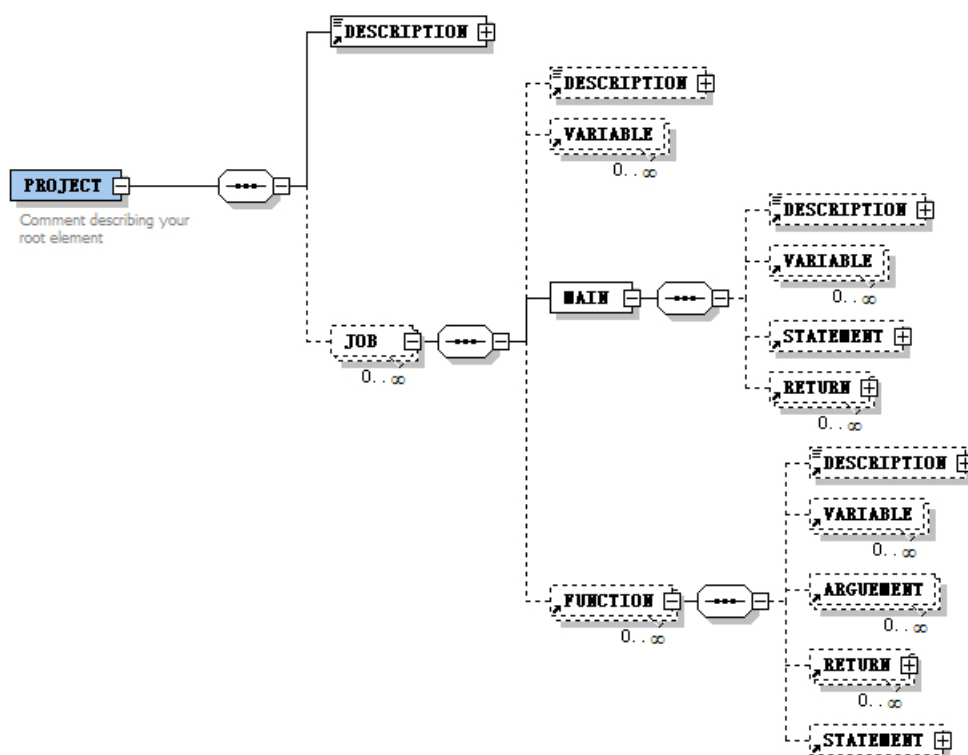 DESCRIPTION
DESCRIPTION
VARIABLE
0..∞
PROJECT
Comment describing your
root element
DESCRIPTION
VARIABLE
0..∞
MAIN
STATEMENT
JOB
0..∞
RETURN
0..∞
DESCRIPTION
VARIABLE
0..∞
ARGUEMENT
FUNCTION
0..∞
0..∞
RETURN
0..∞
STATEMENT